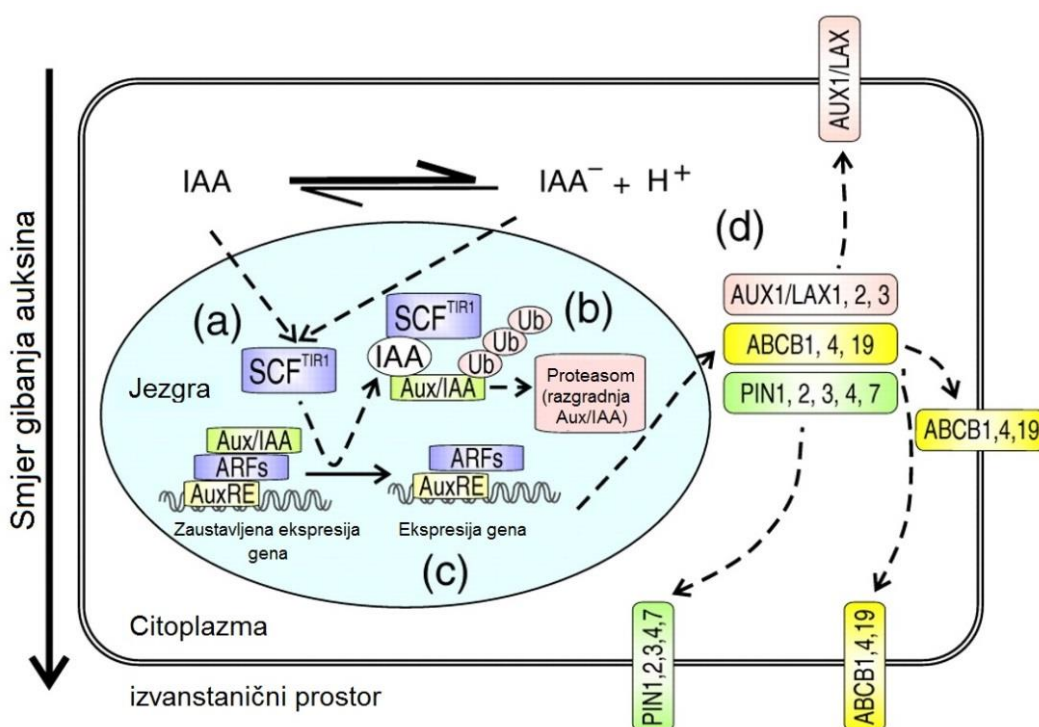 Smjer gibanja auksina
AUX1/LAX
IAA
IAA⁻ + H⁺
(a)
SCF^TIR1
Jezgra
Aux/IAA
ARFs
AuxRE
Zaustavljena ekspresija
gena
SCF^TIR1
IAA
Aux/IAA
Ub
Ub
Ub
(b)
Proteasom
(razgradnja
Aux/IAA)
ARFs
AuxRE
Ekspresija gena
(c)
(d)
AUX1/LAX1, 2, 3
ABCB1, 4, 19
PIN1, 2, 3, 4, 7
ABCB1,4,19
PIN1,2,3,4,7
ABCB1,4,19
Citoplazma
izvanstanični prostor